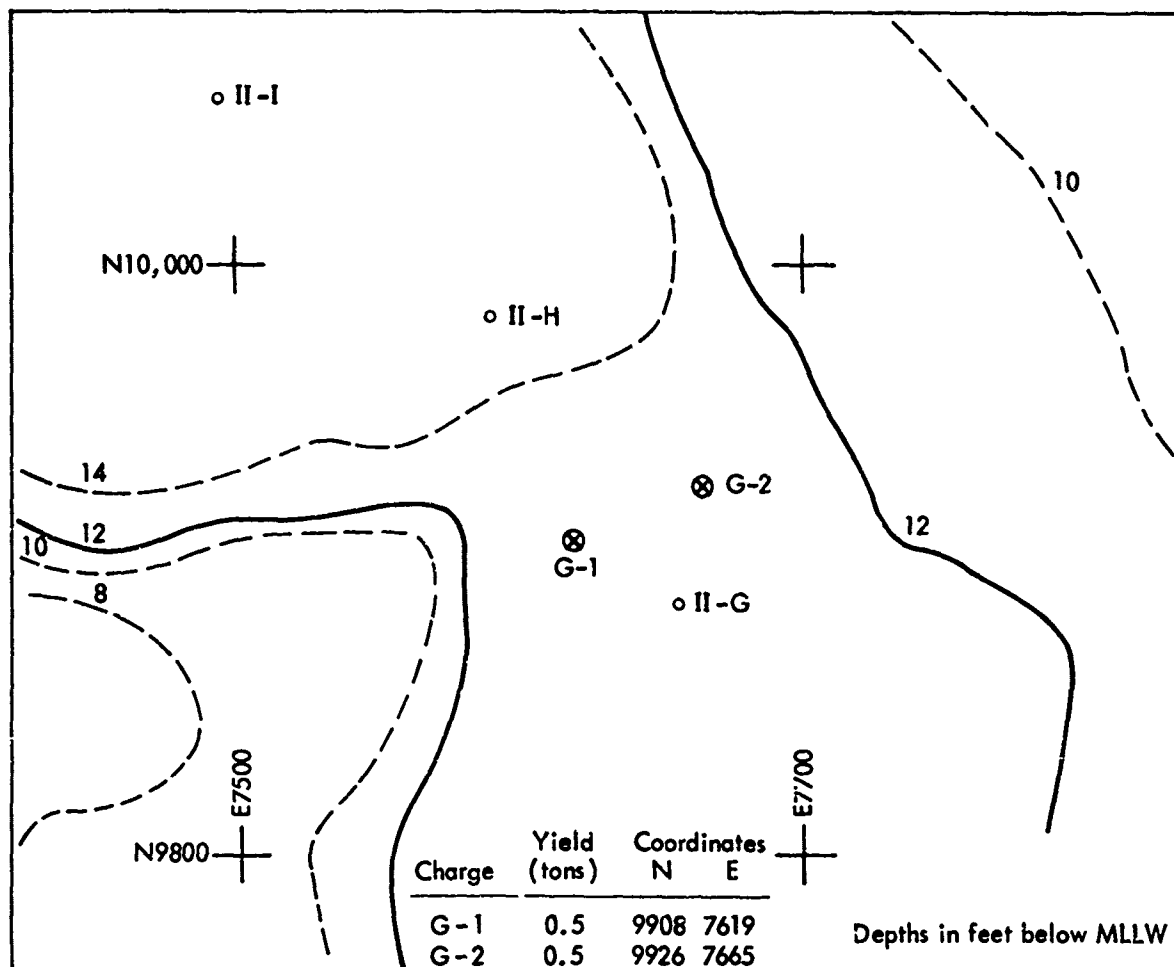 II-I
10
N10,000
II-H
14
G-2
12
12
10
G-1
8
II-G
E7500
E7700
N9800
Yield Coordinates
Charge (tons) N E
G-1 0.5 9908 7619
G-2 0.5 9926 7665
Depths in feet below MLLW